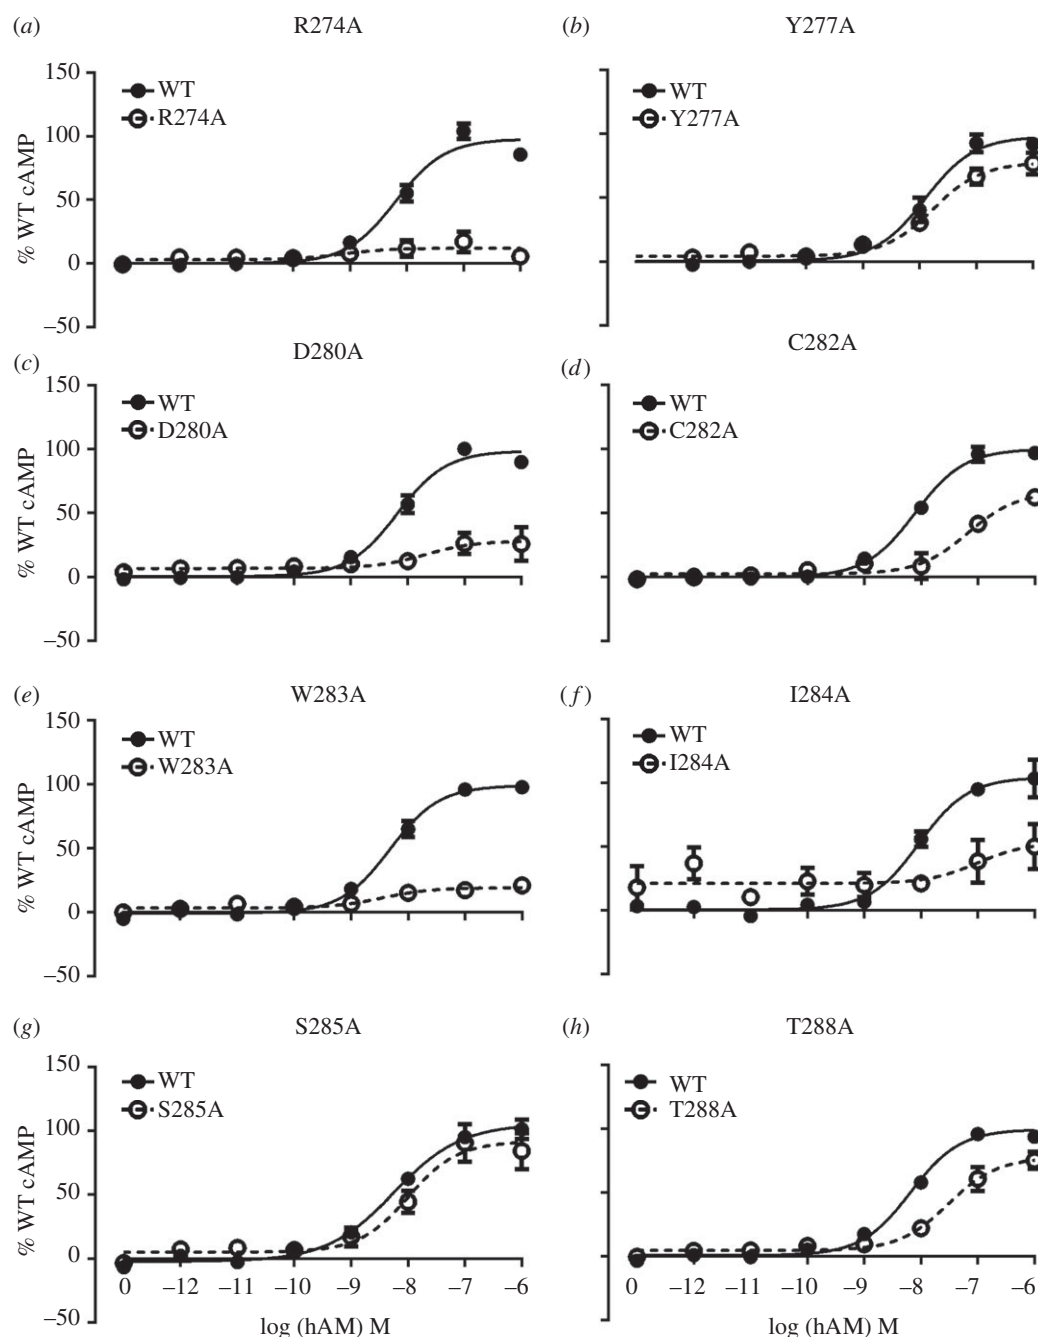 (a) R274A
150
100
50
0
−50
% WT cAMP
WT
R274A
(b) Y277A
WT
Y277A
(c) D280A
150
100
50
0
−50
% WT cAMP
WT
D280A
(d) C282A
WT
C282A
(e) W283A
150
100
50
0
−50
% WT cAMP
WT
W283A
(f) I284A
WT
I284A
(g) S285A
150
100
50
0
−50
% WT cAMP
WT
S285A
0 −12 −11 −10 −9 −8 −7 −6
log (hAM) M
(h) T288A
WT
T288A
0 −12 −11 −10 −9 −8 −7 −6
log (hAM) M